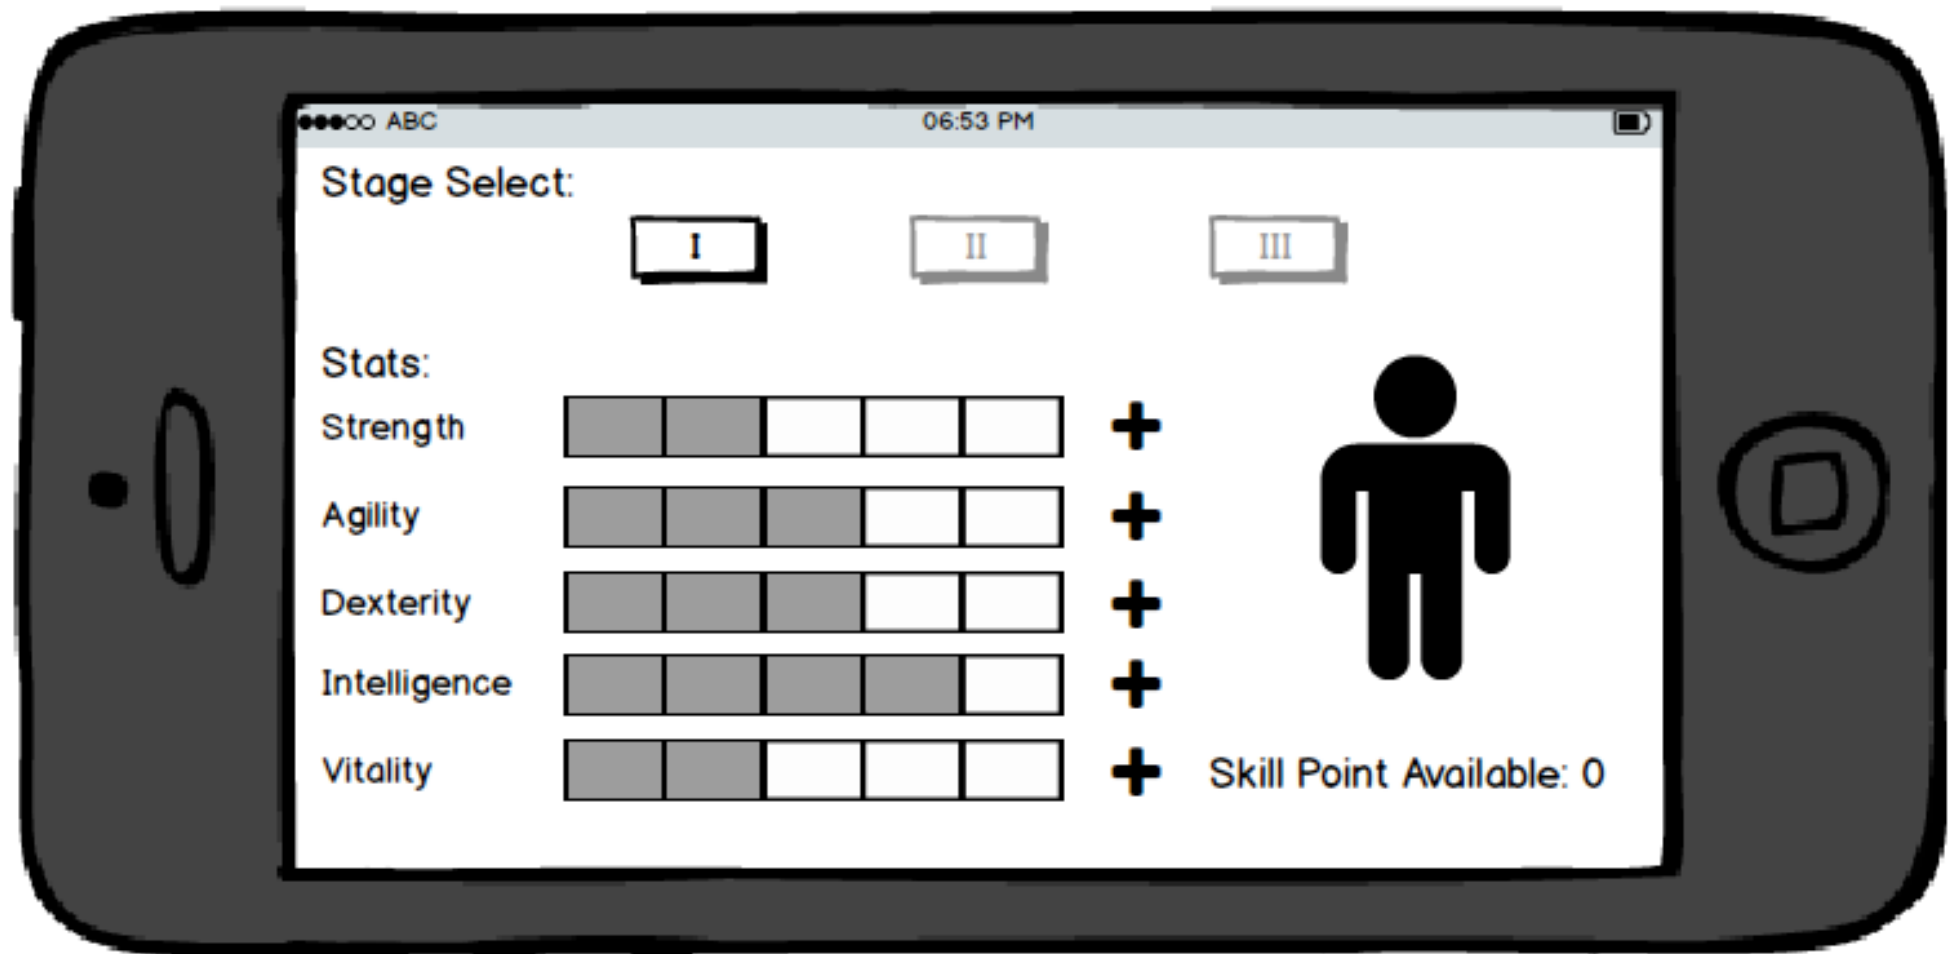 ABC 06:53 PM
Stage Select:
I II III
Stats:
Strength
Agility
Dexterity
Intelligence
Vitality
Skill Point Available: 0